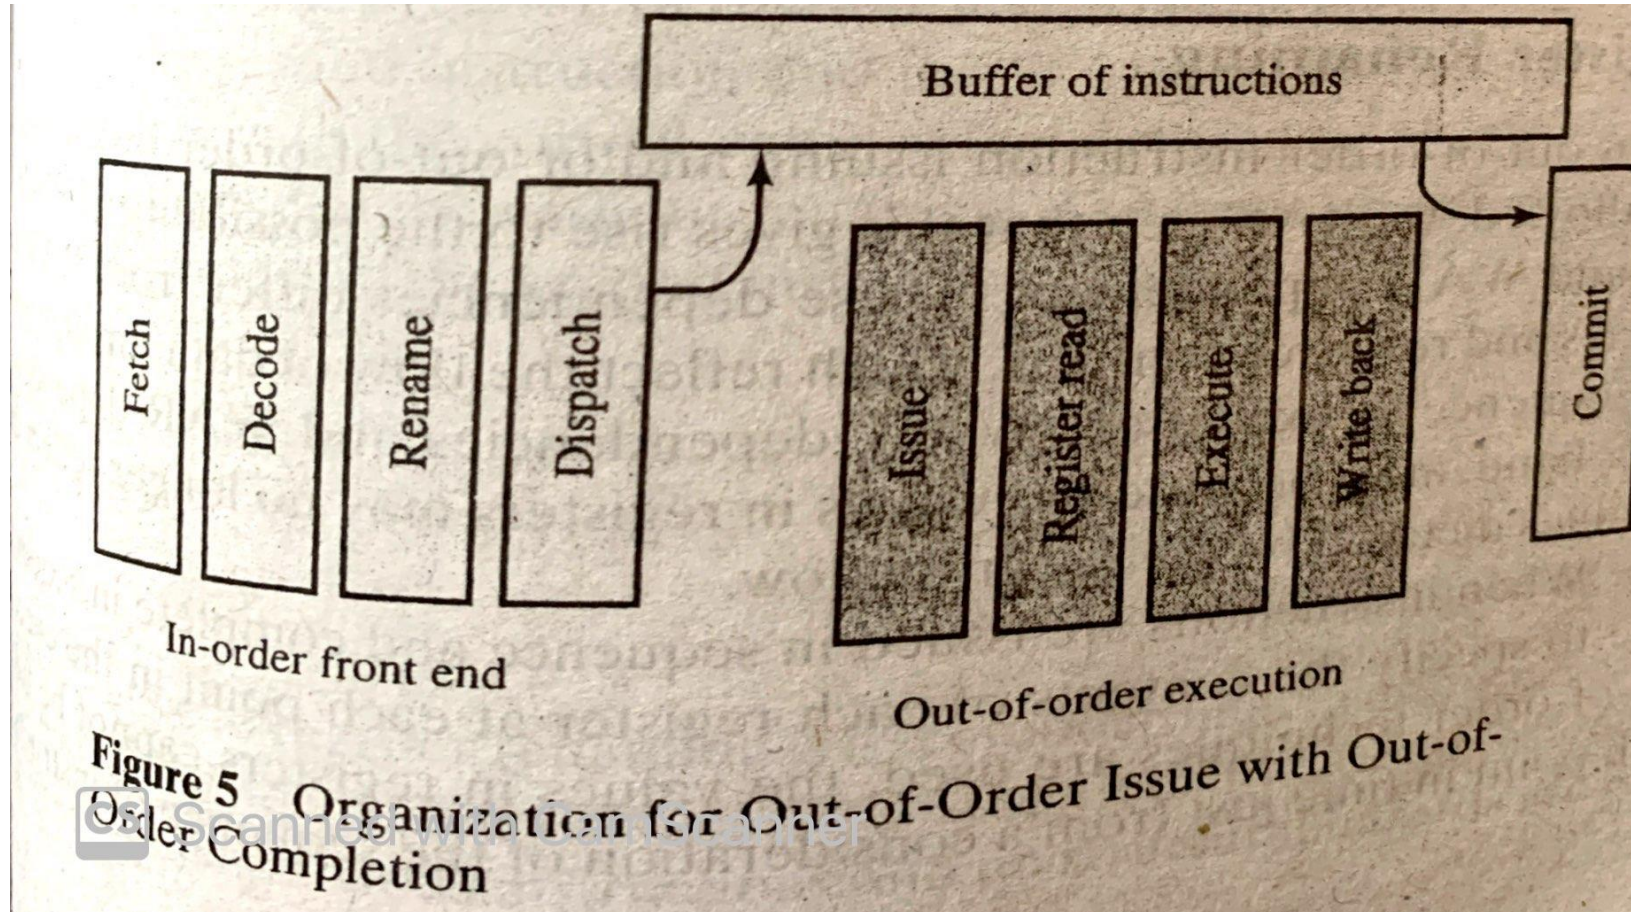 Buffer of instructions
Fetch
Decode
Rename
Dispatch
Issue
Register read
Execute
Write back
Commit
In-order front end
Out-of-order execution
Figure 5 Organization for Out-of-Order Issue with Out-of-
Order Completion
CS Scanned with CamScanner